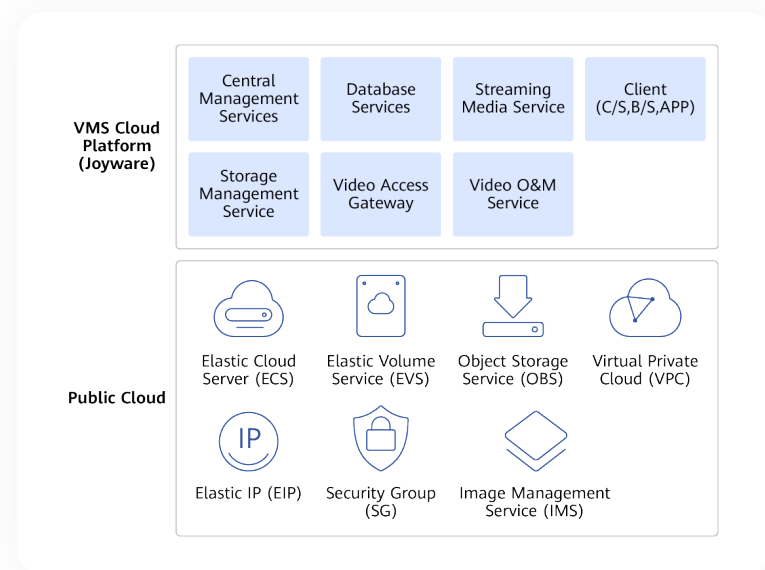 VMS Cloud
Platform
(Joyware)
Central
Management
Services
Database
Services
Streaming
Media Service
Client
(C/S,B/S,APP)
Storage
Management
Service
Video Access
Gateway
Video O&M
Service
Public Cloud
Elastic Cloud
Server (ECS)
Elastic Volume
Service (EVS)
Object Storage
Service (OBS)
Virtual Private
Cloud (VPC)
IP
Elastic IP (EIP)
Security Group
(SG)
Image Management
Service (IMS)